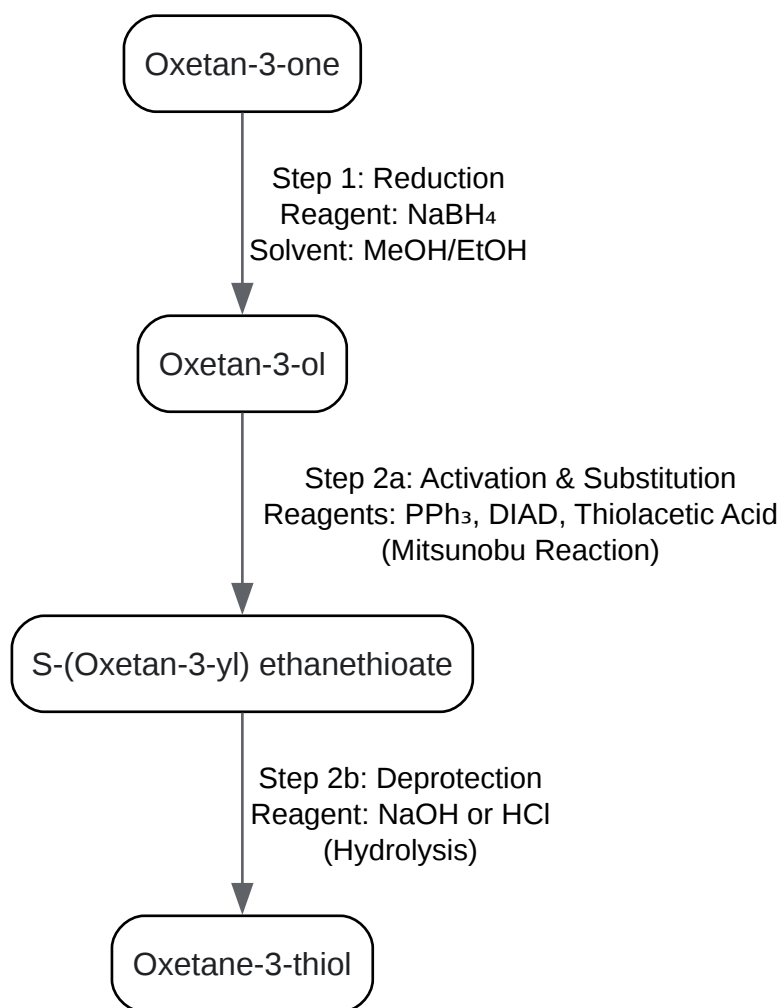 Oxetan-3-one
Step 1: Reduction
Reagent: NaBH₄
Solvent: MeOH/EtOH
Oxetan-3-ol
Step 2a: Activation & Substitution
Reagents: PPh₃, DIAD, Thiolacetic Acid
(Mitsunobu Reaction)
S-(Oxetan-3-yl) ethanethioate
Step 2b: Deprotection
Reagent: NaOH or HCl
(Hydrolysis)
Oxetane-3-thiol